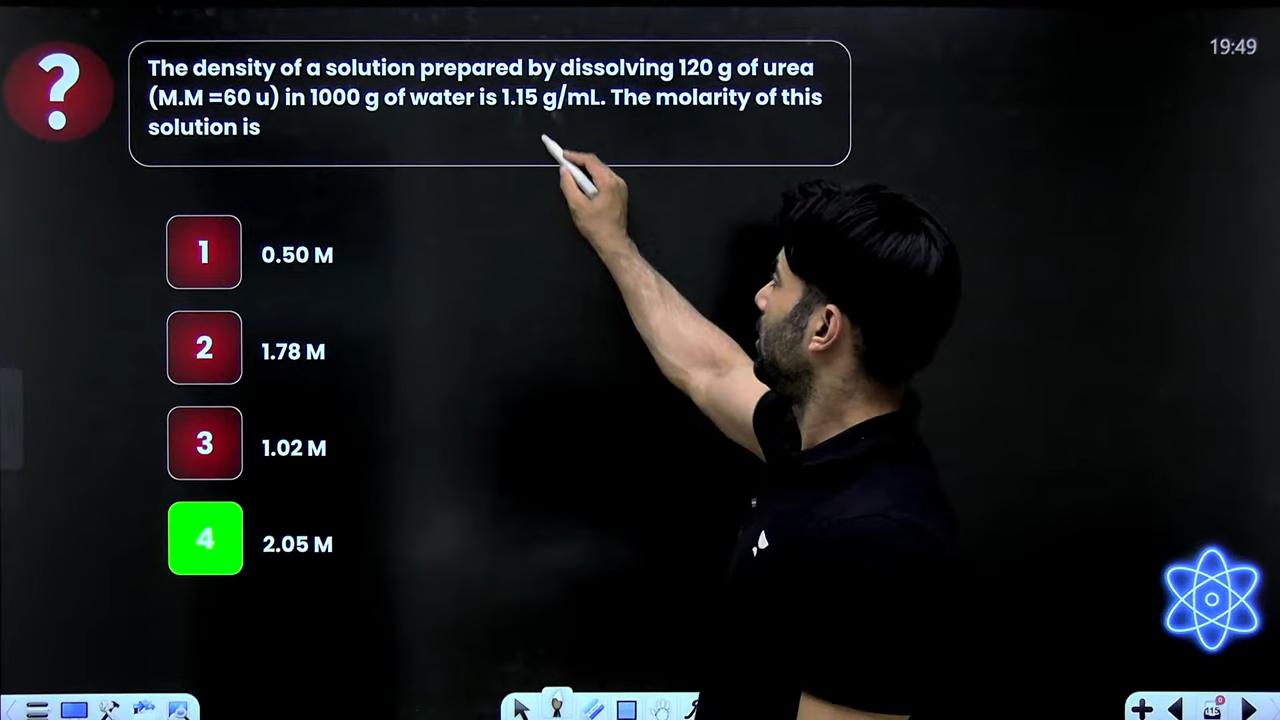 19:49
?
The density of a solution prepared by dissolving 120 g of urea
(M.M =60 u) in 1000 g of water is 1.15 g/mL. The molarity of this
solution is
1 0.50 M
2 1.78 M
3 1.02 M
4 2.05 M
115